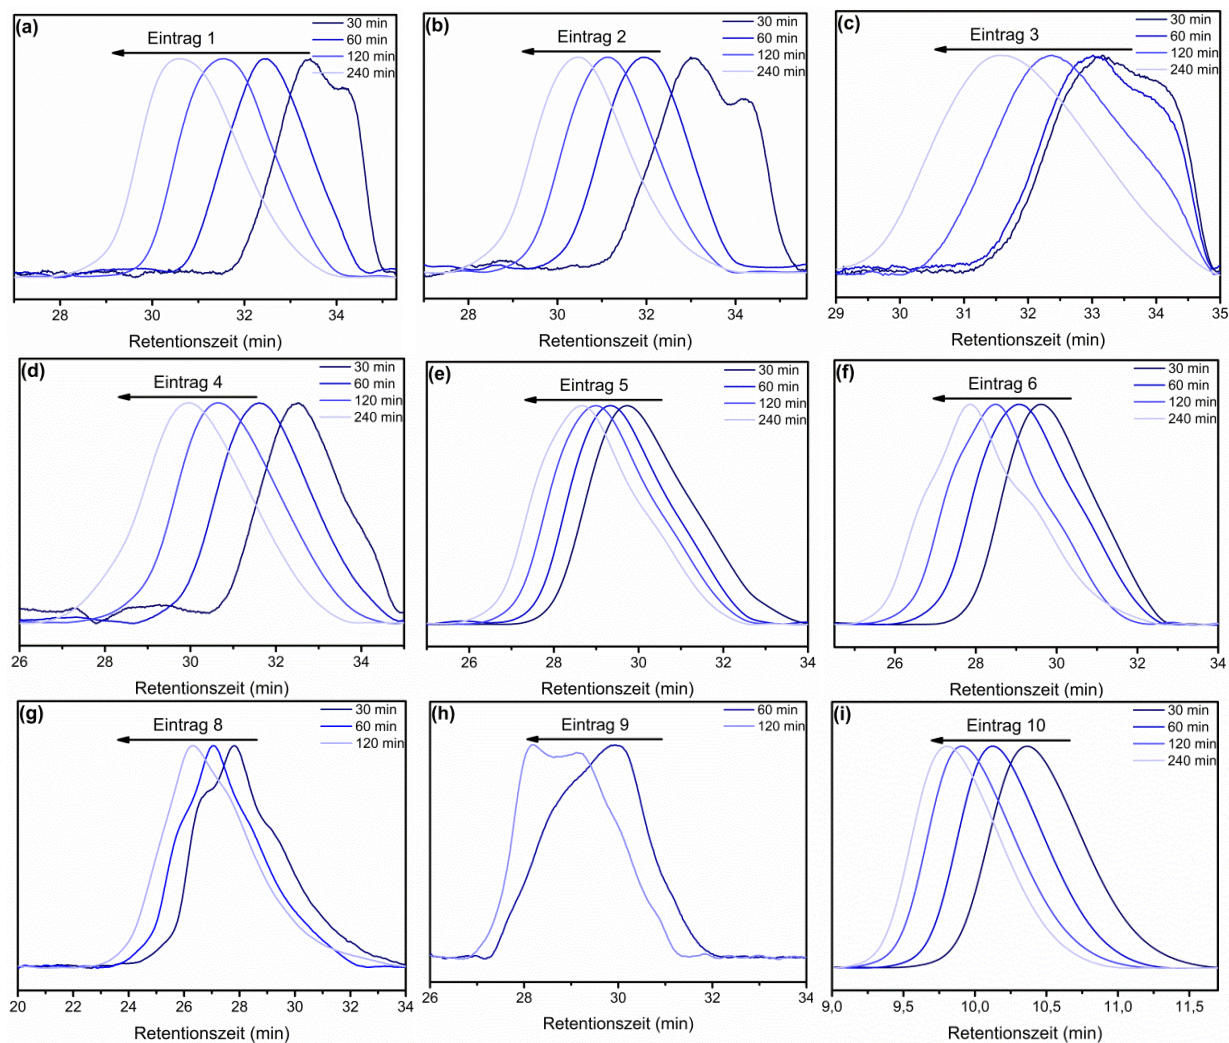 (a)
Eintrag 1
30 min
60 min
120 min
240 min
28 30 32 34
Retentionszeit (min)
(b)
Eintrag 2
30 min
60 min
120 min
240 min
28 30 32 34
Retentionszeit (min)
(c)
Eintrag 3
30 min
60 min
120 min
240 min
29 30 31 32 33 34 35
Retentionszeit (min)
(d)
Eintrag 4
30 min
60 min
120 min
240 min
26 28 30 32 34
Retentionszeit (min)
(e)
Eintrag 5
30 min
60 min
120 min
240 min
26 28 30 32 34
Retentionszeit (min)
(f)
Eintrag 6
30 min
60 min
120 min
240 min
26 28 30 32 34
Retentionszeit (min)
(g)
Eintrag 8
30 min
60 min
120 min
20 22 24 26 28 30 32 34
Retentionszeit (min)
(h)
Eintrag 9
60 min
120 min
26 28 30 32 34
Retentionszeit (min)
(i)
Eintrag 10
30 min
60 min
120 min
240 min
9,0 9,5 10,0 10,5 11,0 11,5
Retentionszeit (min)